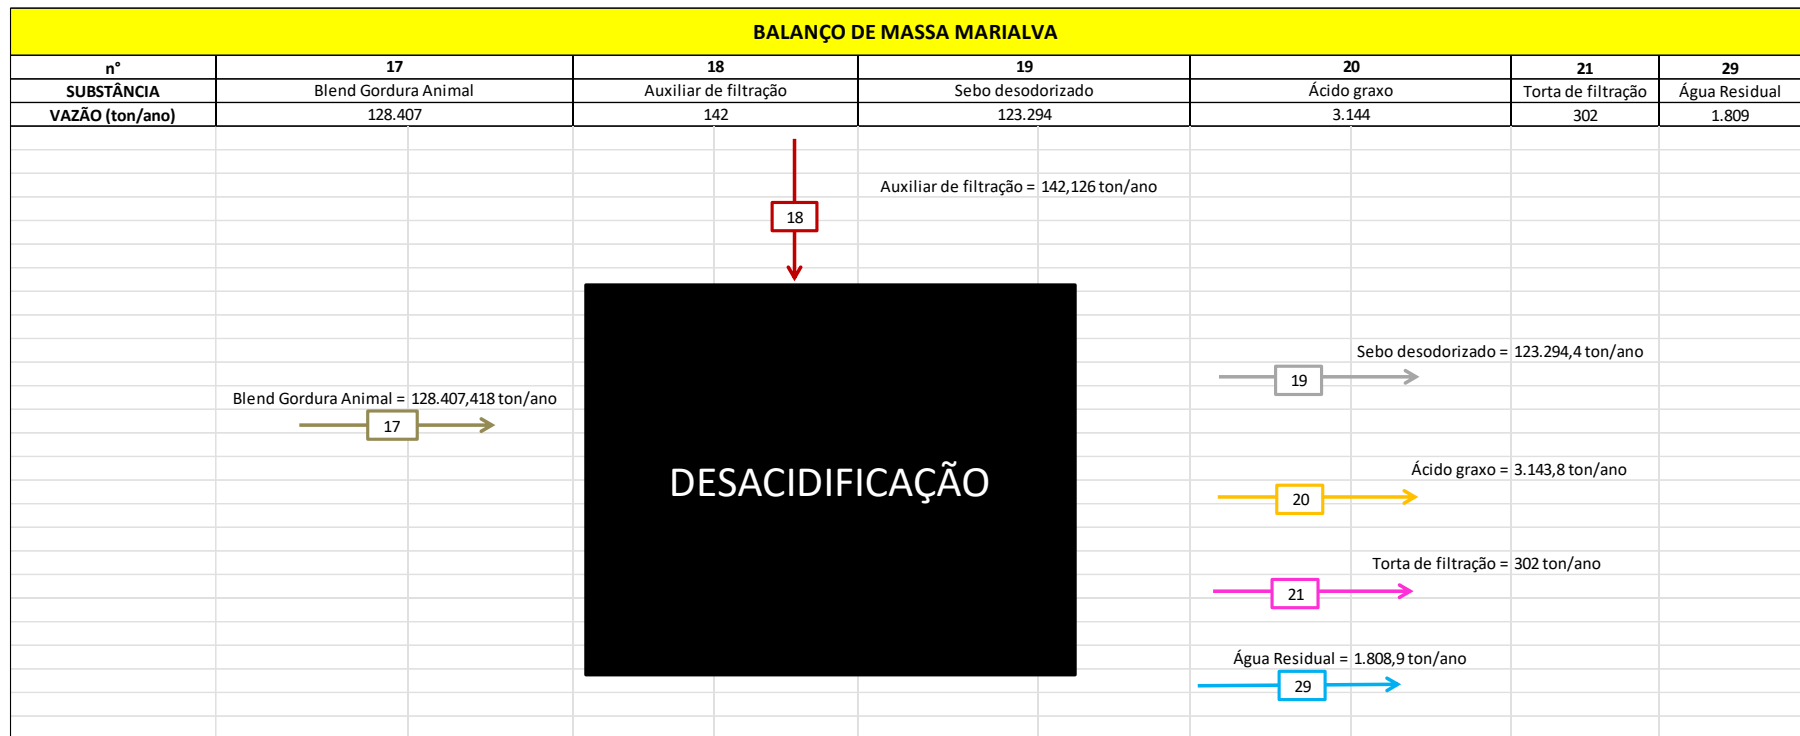 BALANÇO DE MASSA MARIALVA
n° 17 18 19 20 21 29
SUBSTÂNCIA Blend Gordura Animal Auxiliar de filtração Sebo desodorizado Ácido graxo Torta de filtração Água Residual
VAZÃO (ton/ano) 128.407 142 123.294 3.144 302 1.809
Auxiliar de filtração = 142,126 ton/ano
18
Sebo desodorizado = 123.294,4 ton/ano
19
Blend Gordura Animal = 128.407,418 ton/ano
17
DESACIDIFICAÇÃO
Ácido graxo = 3.143,8 ton/ano
20
Torta de filtração = 302 ton/ano
21
Água Residual = 1.808,9 ton/ano
29